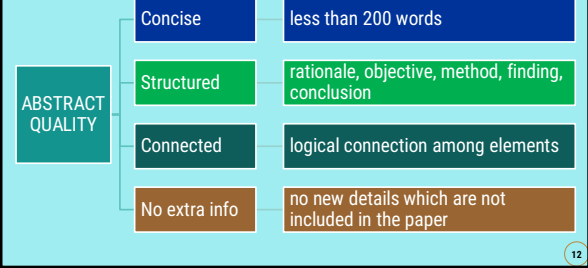 Concise
less than 200 words
Structured
rationale, objective, method, finding,
conclusion
ABSTRACT
QUALITY
Connected
logical connection among elements
No extra info
no new details which are not
included in the paper
12